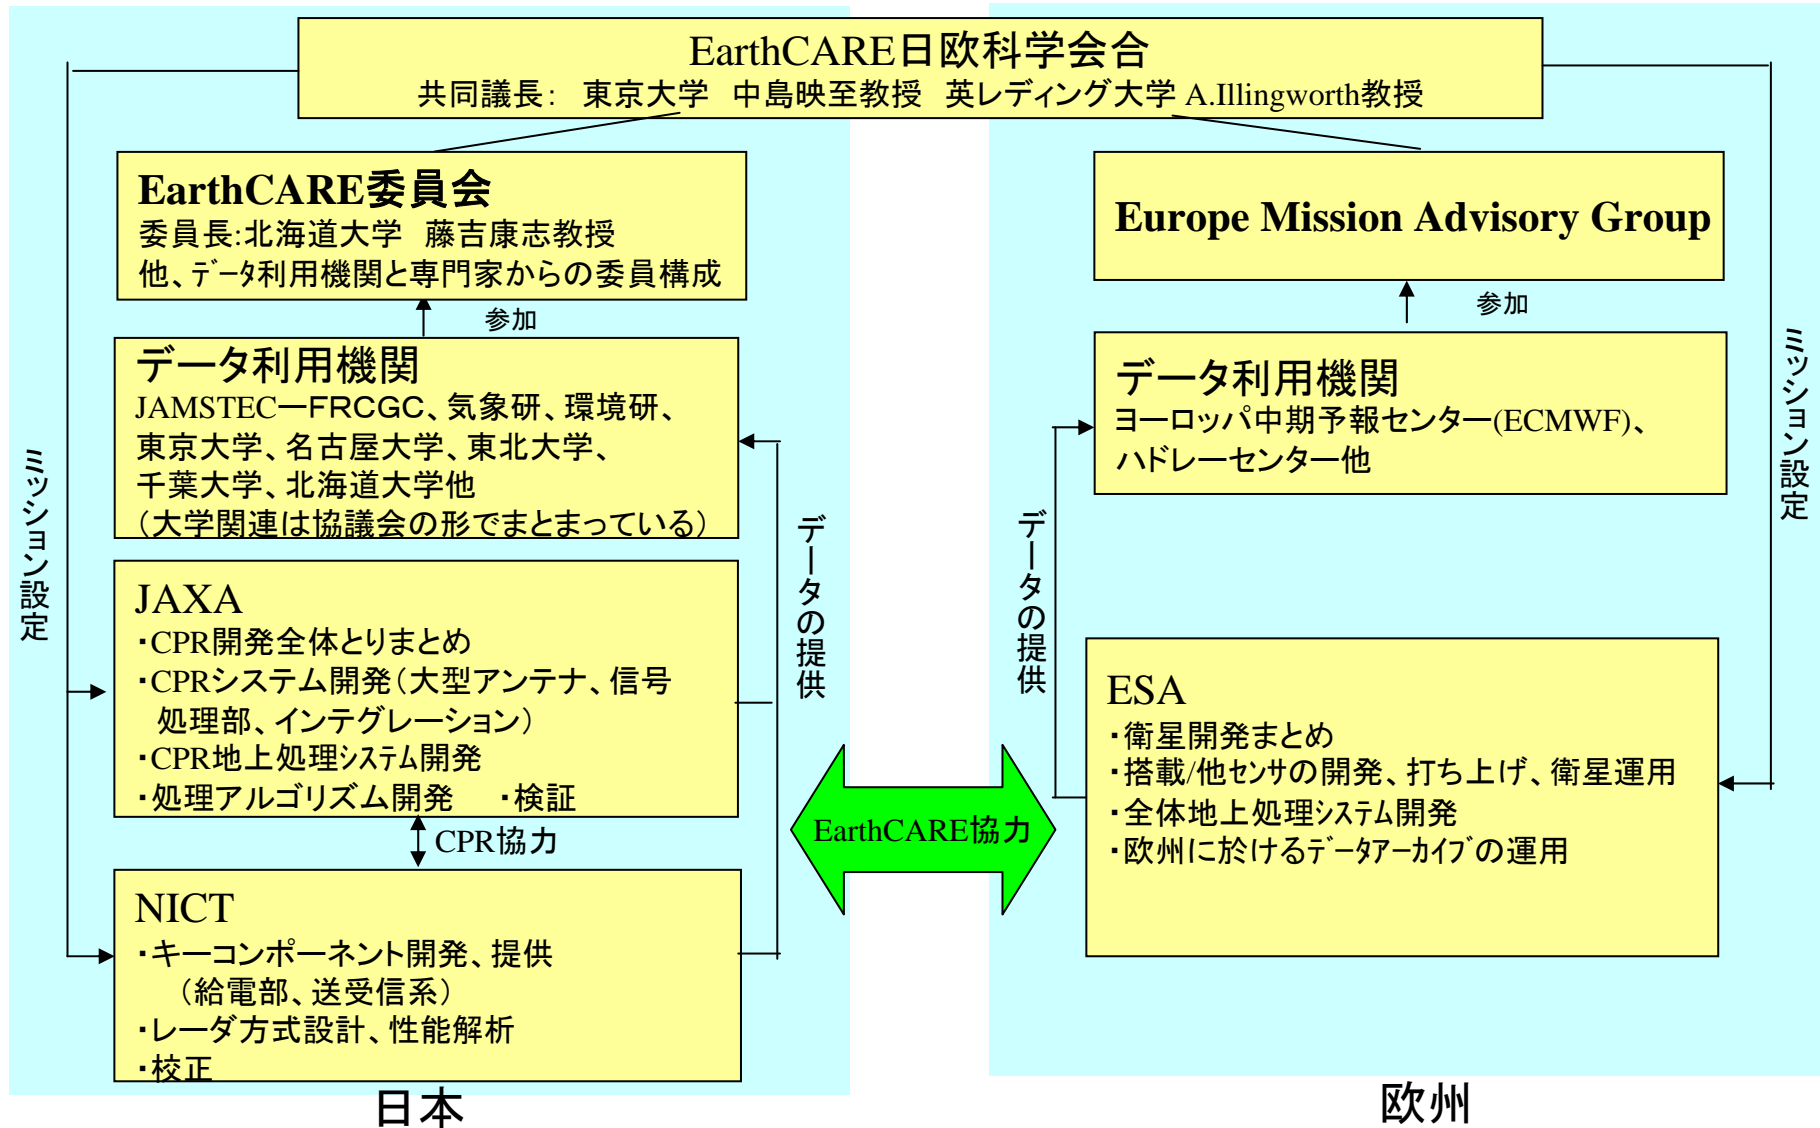 EarthCARE日欧科学会合
共同議長： 東京大学 中島映至教授 英レディング大学 A.Illingworth教授
EarthCARE委員会
委員長:北海道大学 藤吉康志教授
他、ﾃﾞｰﾀ利用機関と専門家からの委員構成
参加
データ利用機関
JAMSTECーFRCGC、気象研、環境研、
東京大学、名古屋大学、東北大学、
千葉大学、北海道大学他
（大学関連は協議会の形でまとまっている）
ミッション設定
データの提供
JAXA
・CPR開発全体とりまとめ
・CPRシステム開発（大型アンテナ、信号
処理部、インテグレーション）
・CPR地上処理ｼｽﾃﾑ開発
・処理アルゴリズム開発 ・検証
CPR協力
NICT
・キーコンポーネント開発、提供
（給電部、送受信系）
・レーダ方式設計、性能解析
・校正
日本
EarthCARE協力
Europe Mission Advisory Group
参加
データ利用機関
ヨーロッパ中期予報センター(ECMWF)、
ハドレーセンター他
ミッション設定
データの提供
ESA
・衛星開発まとめ
・搭載/他ｾﾝｻの開発、打ち上げ、衛星運用
・全体地上処理ｼｽﾃﾑ開発
・欧州に於けるﾃﾞｰﾀｱｰｶｲﾌﾞの運用
欧州